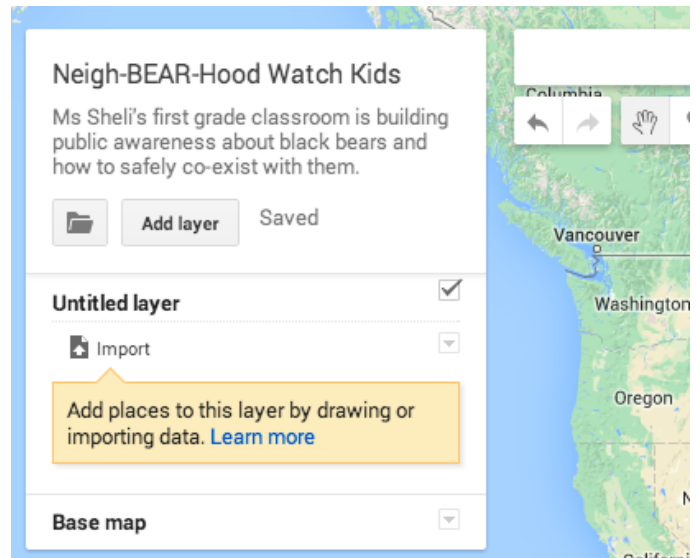 Neigh-BEAR-Hood Watch Kids
Ms Sheli's first grade classroom is building
public awareness about black bears and
how to safely co-exist with them.
Add layer
Saved
Untitled layer
Import
Add places to this layer by drawing or
importing data. Learn more
Base map
Columbia
Vancouver
Washington
Oregon